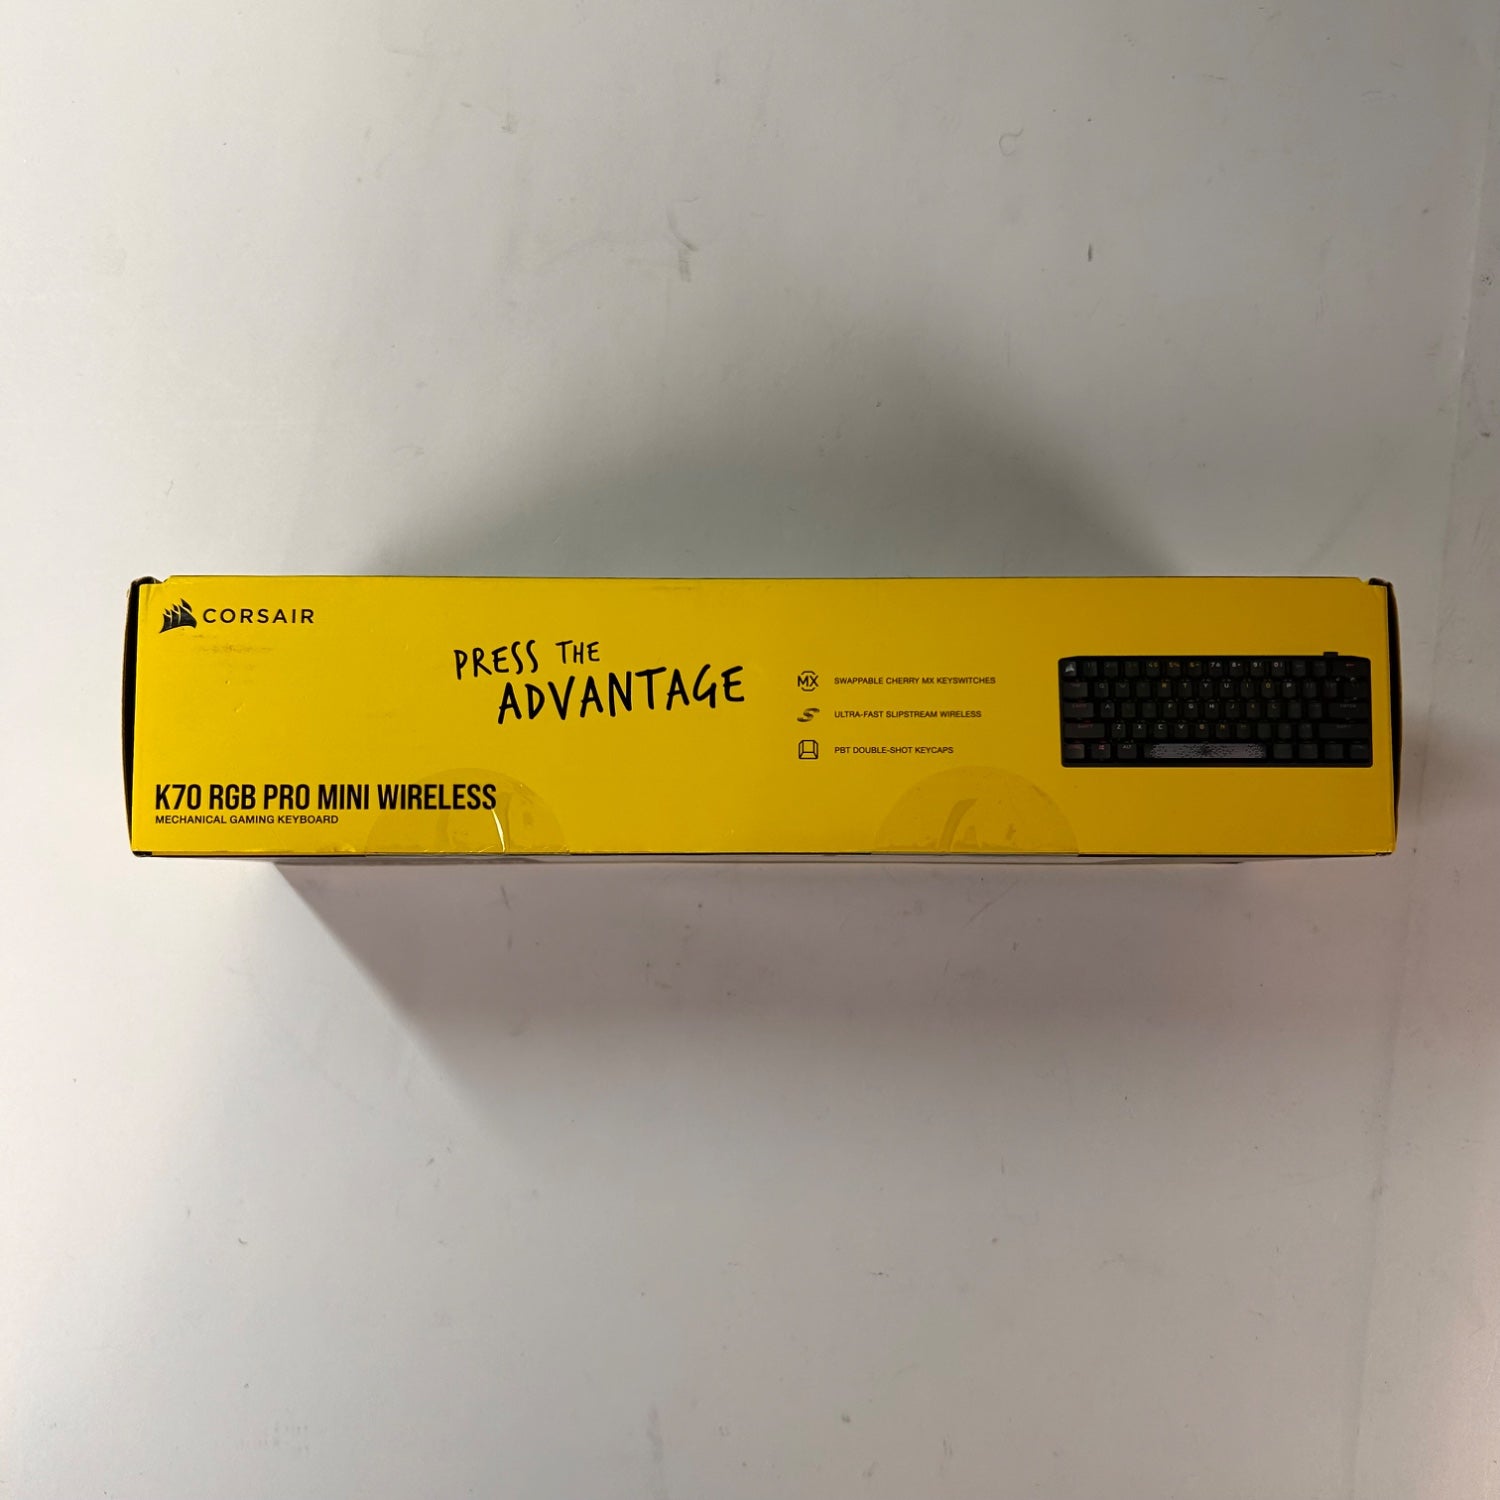 CORSAIR
PRESS THE
ADVANTAGE
MX
SWAPPABLE CHERRY MX KEYSWITCHES
ULTRA-FAST SLIPSTREAM WIRELESS
PBT DOUBLE-SHOT KEYCAPS
K70 RGB PRO MINI WIRELESS
MECHANICAL GAMING KEYBOARD